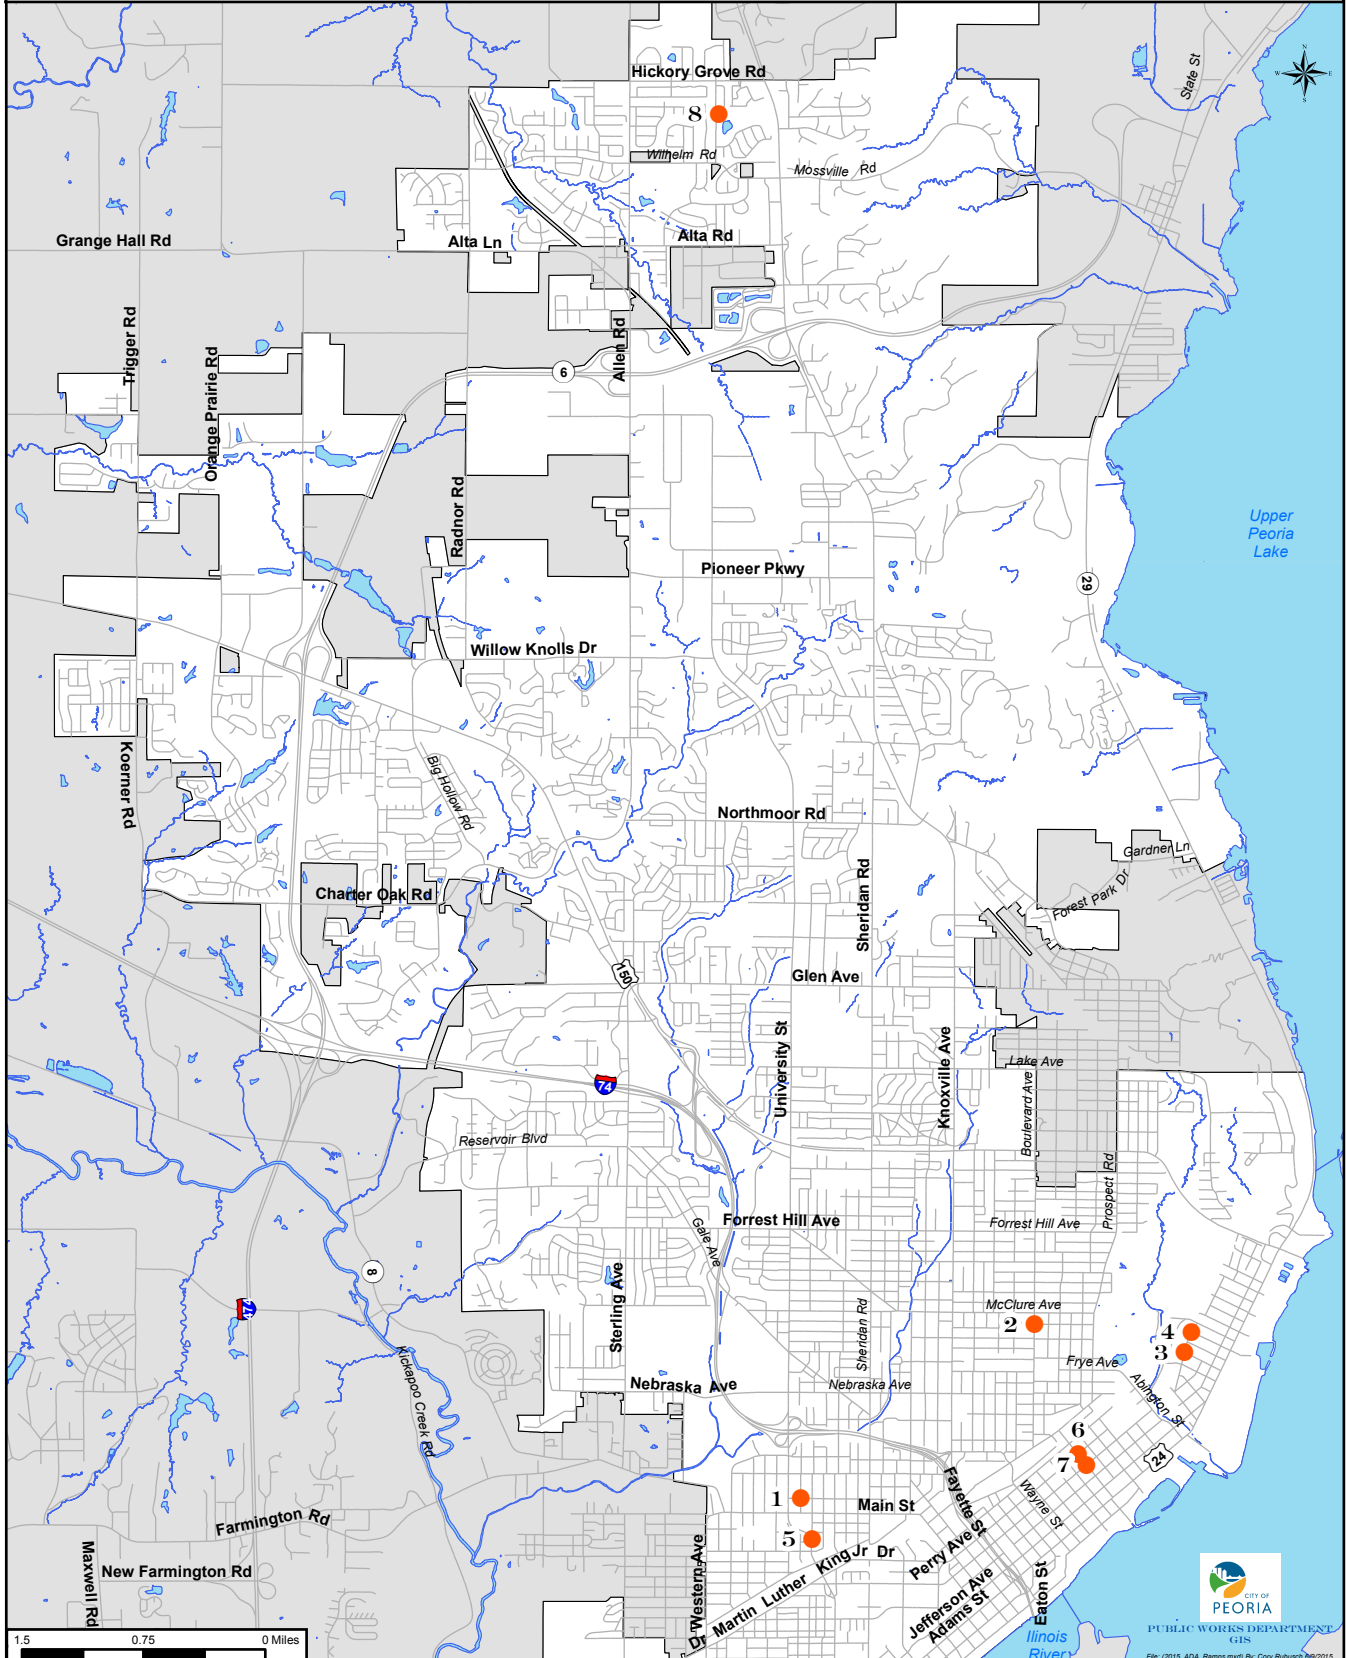 Hickory Grove Rd
State St
N
W
E
S
8
Wilhelm Rd
Mossville Rd
Grange Hall Rd
Alta Ln
Alta Rd
Trigger Rd
Orange Prairie Rd
Allen Rd
6
Radnor Rd
Upper
Peoria
Lake
Pioneer Pkwy
29
Willow Knolls Dr
Koerner Rd
Big Hollow Rd
Northmoor Rd
Gardner Ln
Charter Oak Rd
Sheridan Rd
Forest Park Dr
150
Glen Ave
University St
Knoxville Ave
Lake Ave
74
Boulevard Ave
Reservoir Blvd
Prospect Rd
Gale Ave
Forrest Hill Ave
Forrest Hill Ave
8
Sterling Ave
474
McClure Ave
2
4
3
Sheridan Rd
Kickapoo Creek Rd
Frye Ave
Nebraska Ave
Nebraska Ave
Abington St
6
7
24
Fayette St
Wayne St
1
Main St
Farmington Rd
5
Western Ave
Dr Martin Luther King Jr Dr
Perry Ave
Maxwell Rd
New Farmington Rd
Jefferson Ave
Adams St
Eaton St
CITY OF
PEORIA
PUBLIC WORKS DEPARTMENT
GIS
Ilinois
River
1.5
0.75
0 Miles